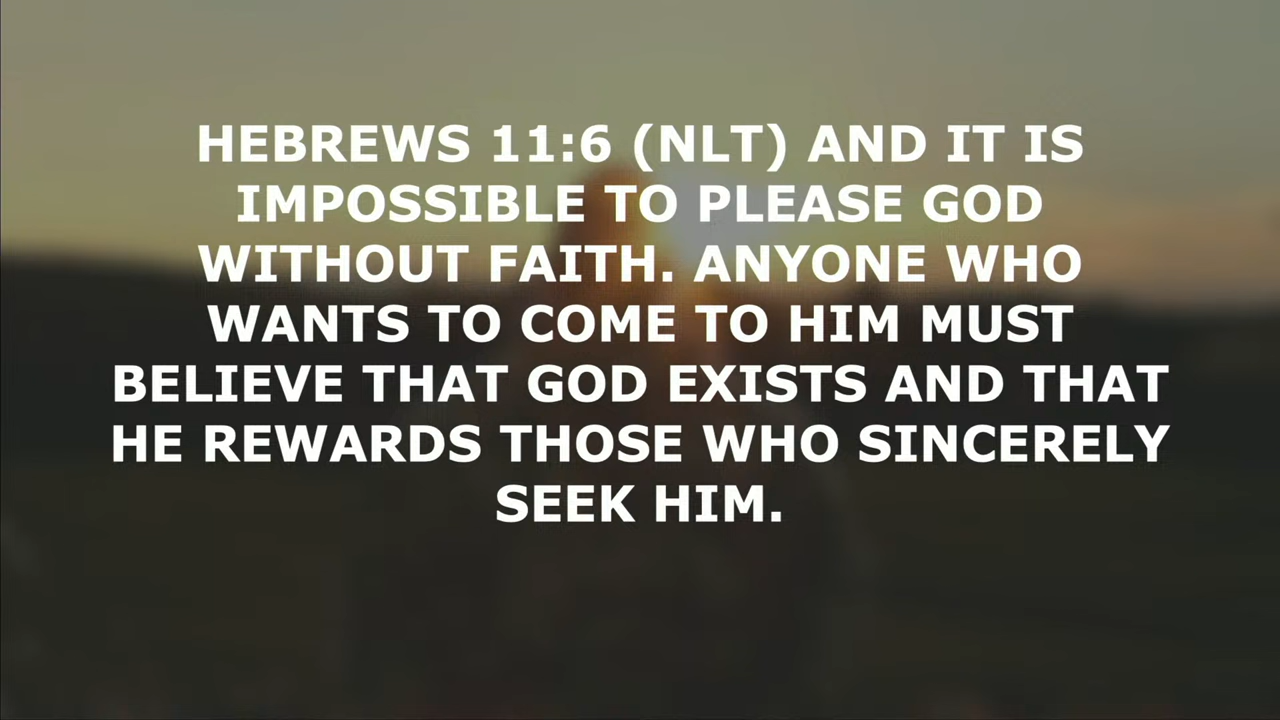 HEBREWS 11:6 (NLT) AND IT IS
IMPOSSIBLE TO PLEASE GOD
WITHOUT FAITH. ANYONE WHO
WANTS TO COME TO HIM MUST
BELIEVE THAT GOD EXISTS AND THAT
HE REWARDS THOSE WHO SINCERELY
SEEK HIM.